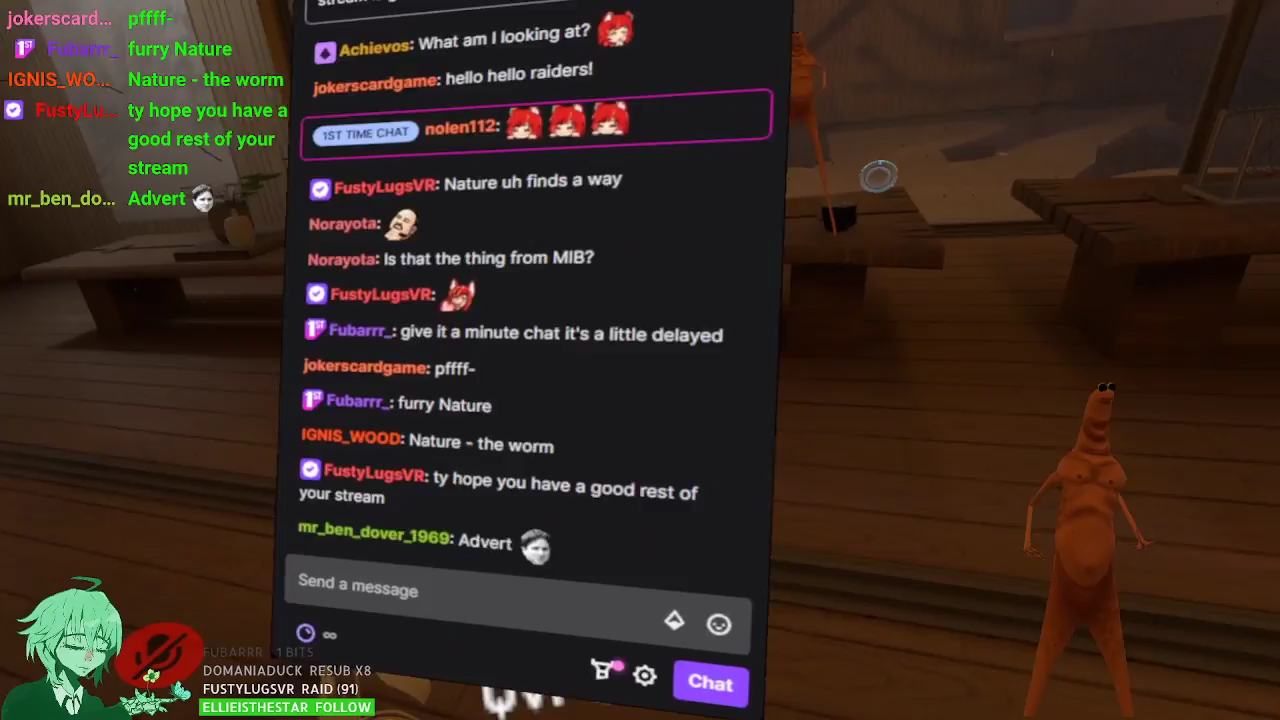 jokerscard... pffff-
1ST Fubarrr_ furry Nature
IGNIS_WO... Nature - the worm
FustyLu... ty hope you have a
good rest of your
stream
mr_ben_do... Advert
Achievos: What am I looking at?
jokerscardgame: hello hello raiders!
1ST TIME CHAT nolen112:
FustyLugsVR: Nature uh finds a way
Norayota:
Norayota: Is that the thing from MIB?
FustyLugsVR:
1ST Fubarrr_: give it a minute chat it's a little delayed
jokerscardgame: pffff-
1ST Fubarrr_: furry Nature
IGNIS_WOOD: Nature - the worm
FustyLugsVR: ty hope you have a good rest of
your stream
mr_ben_dover_1969: Advert
Send a message
∞
Chat
FUBARRR 1 BITS
DOMANIADUCK RESUB X8
FUSTYLUGSVR RAID (91)
ELLIEISTHESTAR FOLLOW